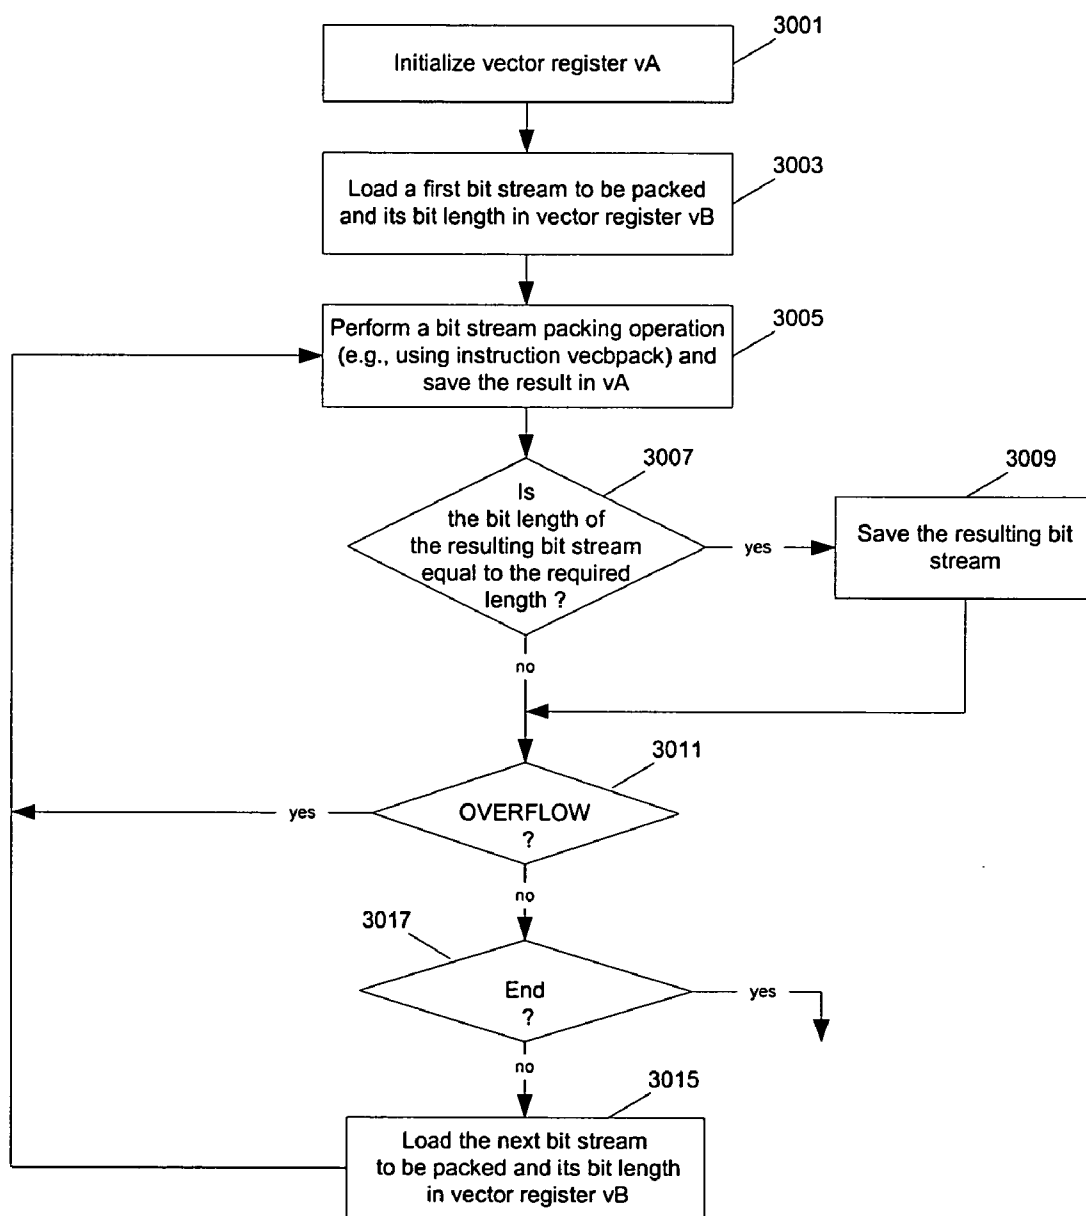 3001
Initialize vector register vA
3003
Load a first bit stream to be packed
and its bit length in vector register vB
3005
Perform a bit stream packing operation
(e.g., using instruction vecbpack) and
save the result in vA
3007
Is
the bit length of
the resulting bit stream
equal to the required
length ?
yes
3009
Save the resulting bit
stream
no
3011
OVERFLOW
?
yes
no
3017
End
?
yes
no
3015
Load the next bit stream
to be packed and its bit length
in vector register vB